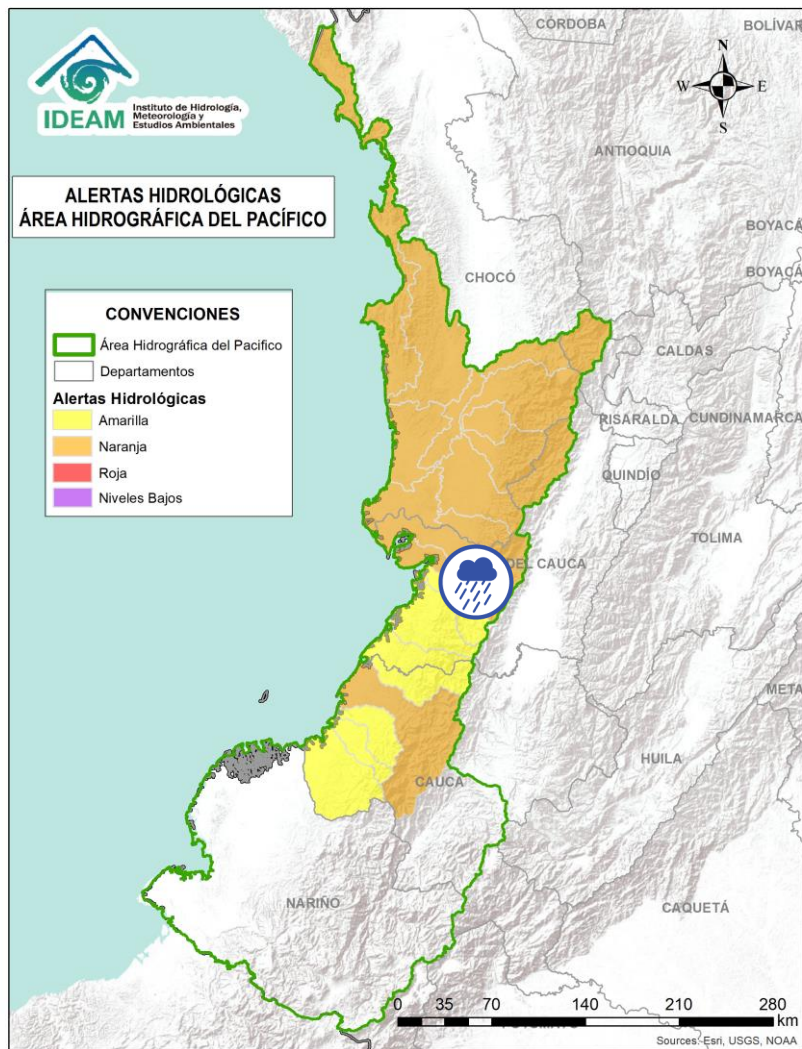 IDEAM
Instituto de Hidrología,
Meteorología y
Estudios Ambientales
ALERTAS HIDROLÓGICAS
ÁREA HIDROGRÁFICA DEL PACÍFICO
CONVENCIONES
Área Hidrográfica del Pacifico
Departamentos
Alertas Hidrológicas
Amarilla
Naranja
Roja
Niveles Bajos
N
W
E
S
CÓRDOBA
BOLÍVAR
ANTIOQUIA
BOYACÁ
BOYACÁ
CHOCÓ
CALDAS
RISARALDA
CUNDINAMARCA
QUINDÍO
TOLIMA
DEL CAUCA
META
HUILA
CAUCA
NARIÑO
CAQUETÁ
0 35 70 140 210 280
km
Sources: Esri, USGS, NOAA